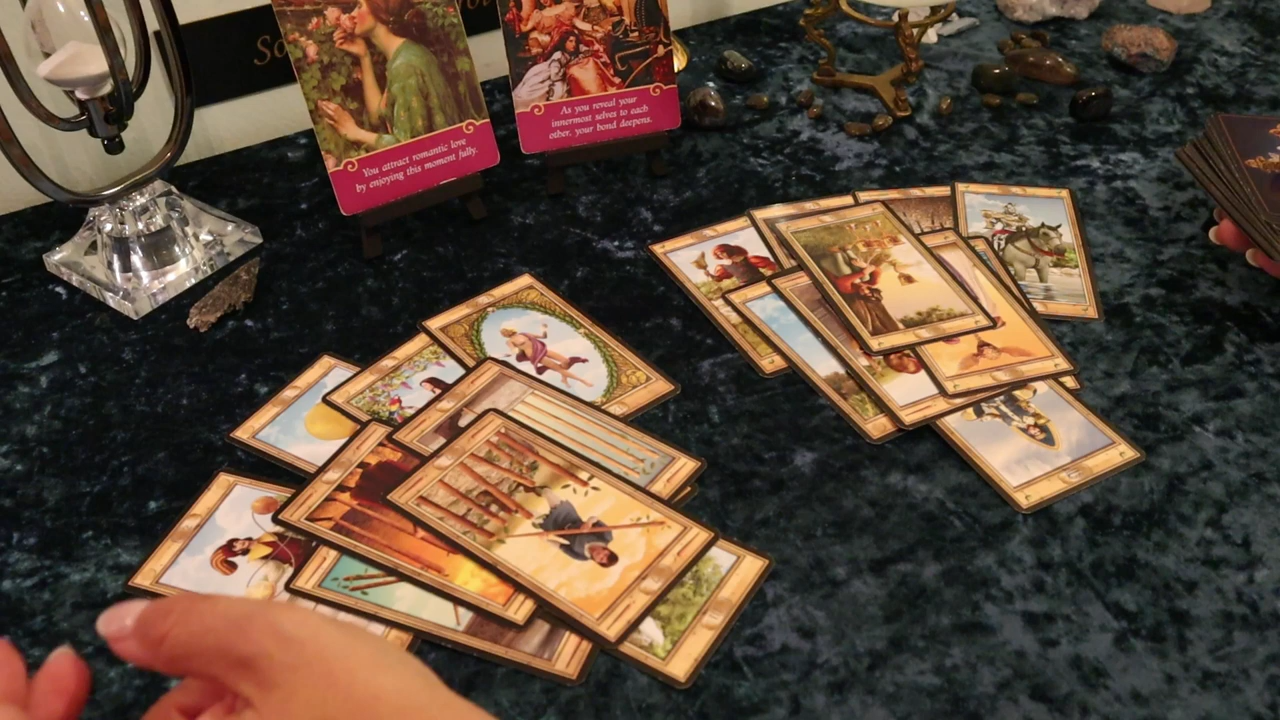 So
You attract romantic love
by enjoying this moment fully.
As you reveal your
innermost selves to each
other, your bond deepens.